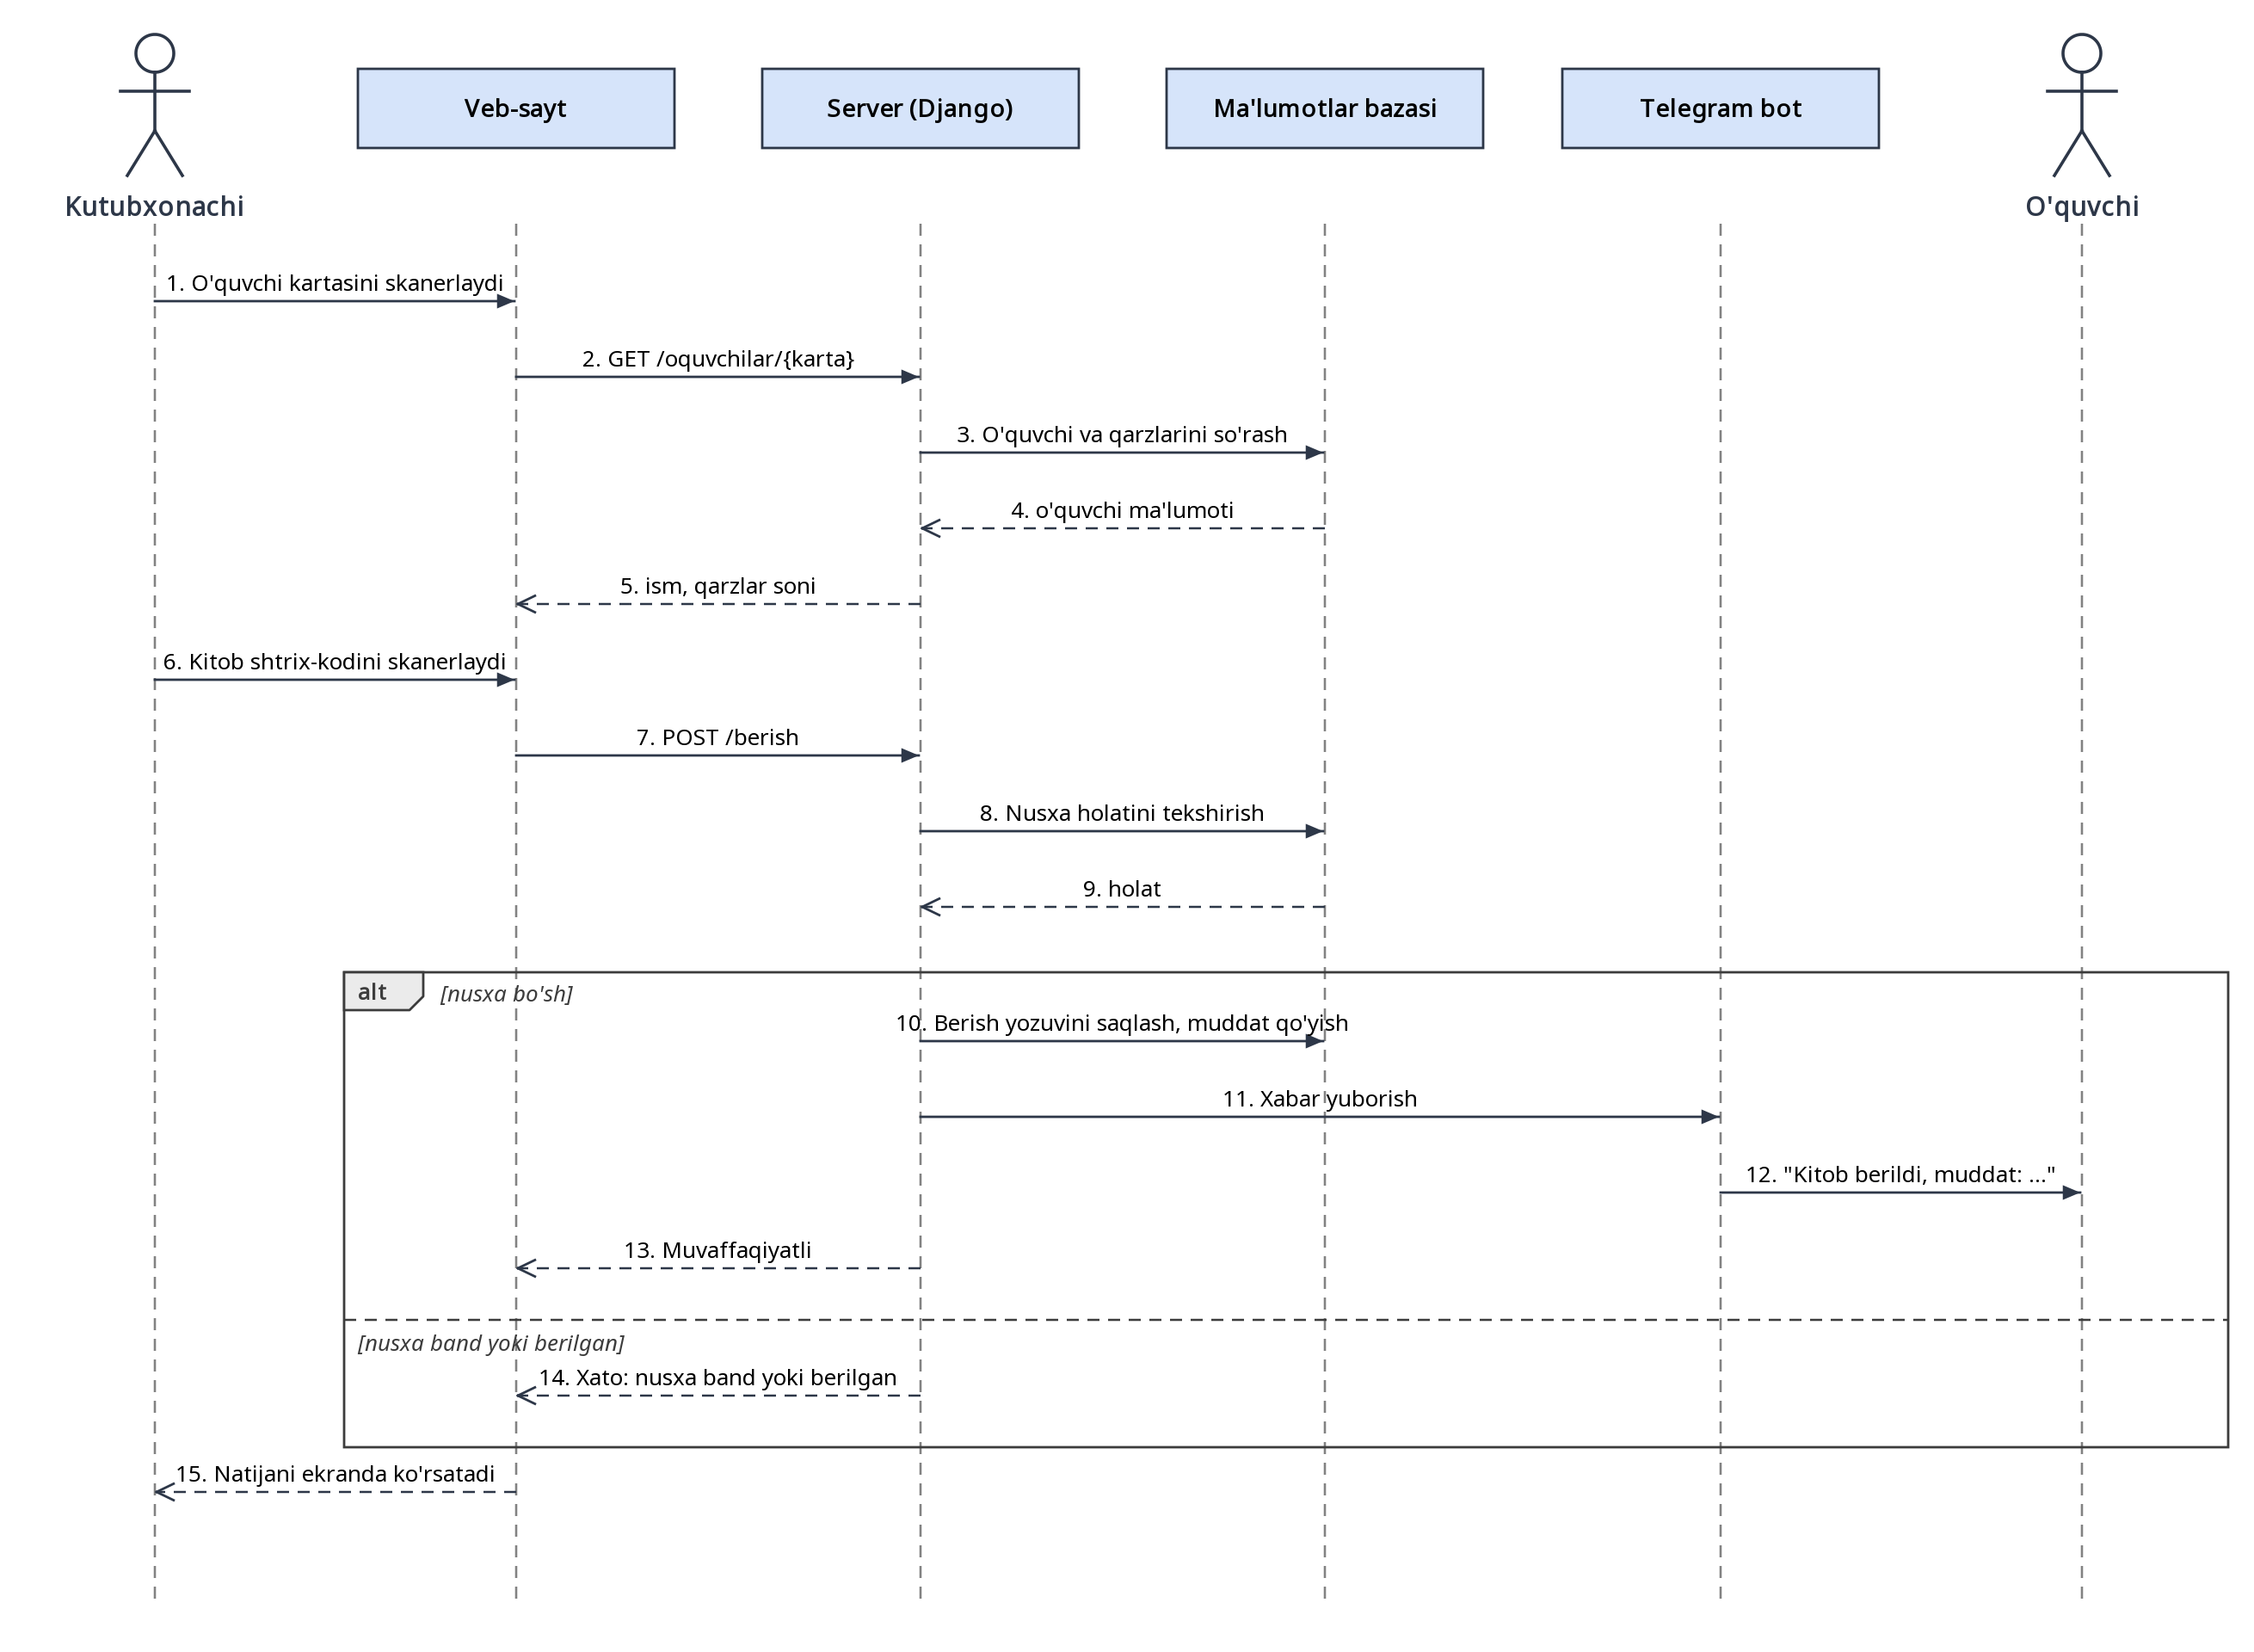 Kutubxonachi
Veb-sayt
Server (Django)
Ma'lumotlar bazasi
Telegram bot
O'quvchi
1. O'quvchi kartasini skanerlaydi
2. GET /oquvchilar/{karta}
3. O'quvchi va qarzlarini so'rash
4. o'quvchi ma'lumoti
5. ism, qarzlar soni
6. Kitob shtrix-kodini skanerlaydi
7. POST /berish
8. Nusxa holatini tekshirish
9. holat
alt
[nusxa bo'sh]
10. Berish yozuvini saqlash, muddat qo'yish
11. Xabar yuborish
12. "Kitob berildi, muddat: ..."
13. Muvaffaqiyatli
[nusxa band yoki berilgan]
14. Xato: nusxa band yoki berilgan
15. Natijani ekranda ko'rsatadi